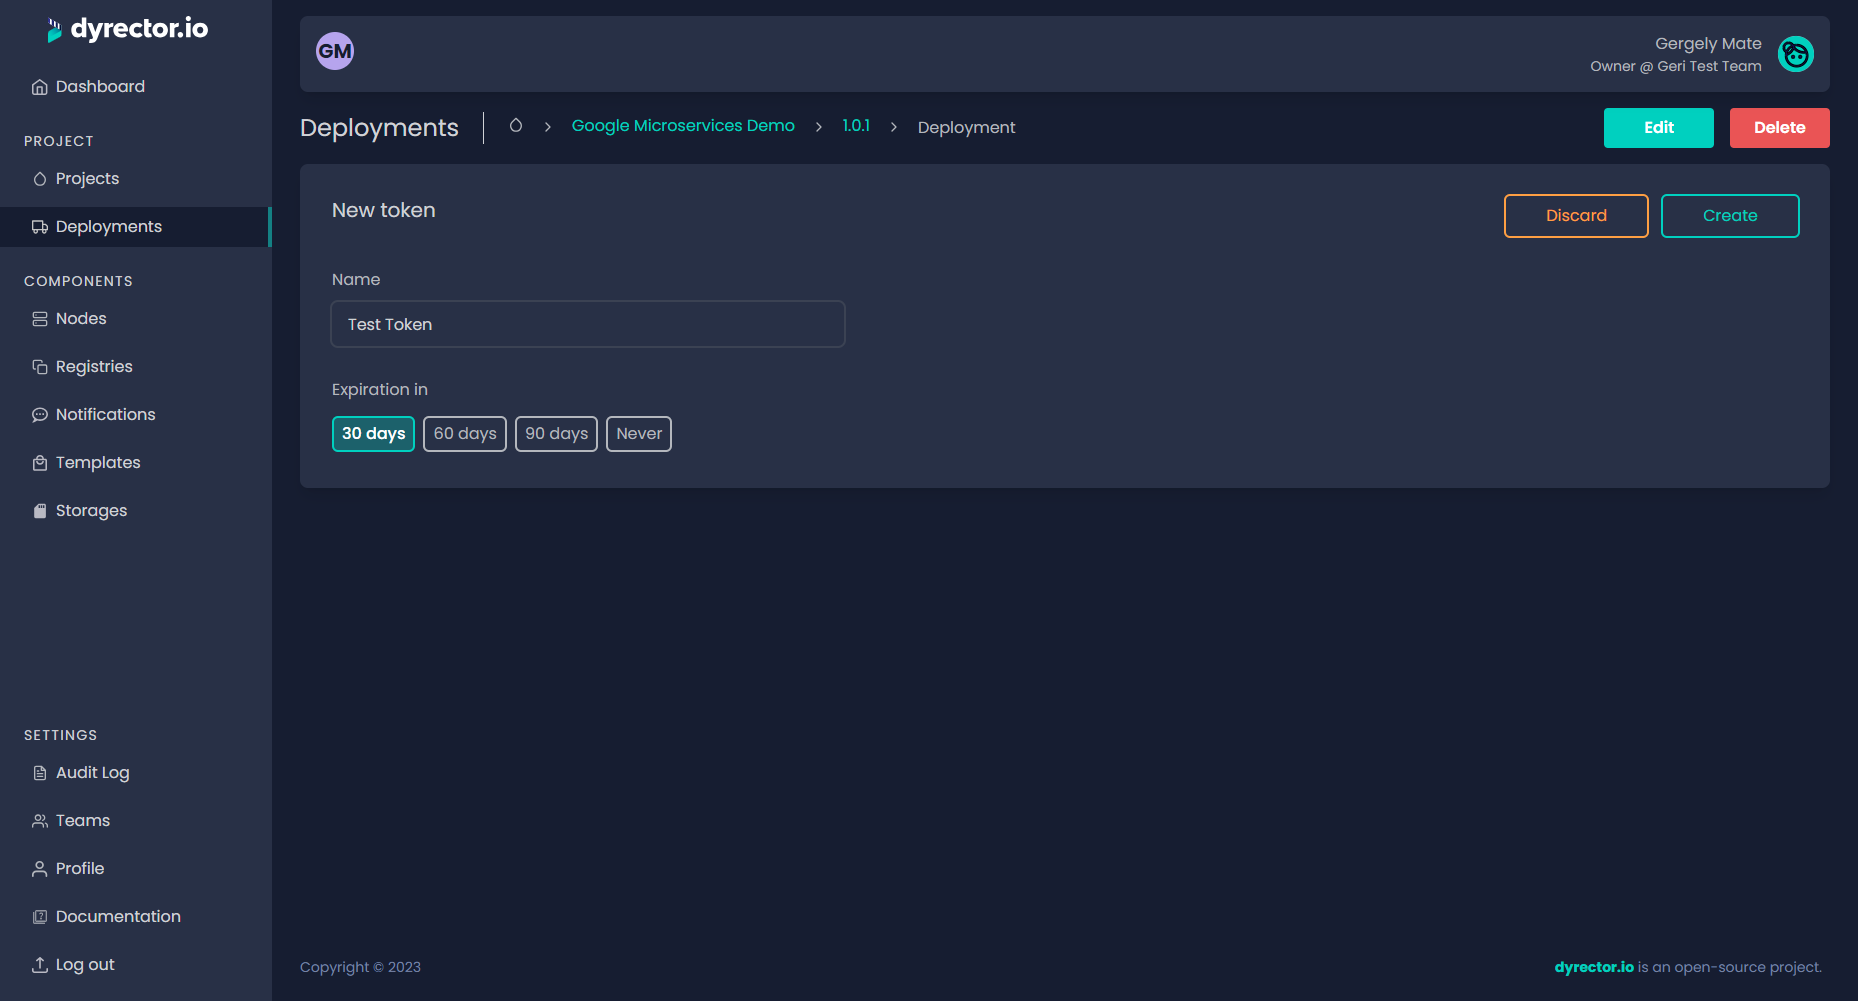 dyrector.io
Dashboard
PROJECT
Projects
Deployments
COMPONENTS
Nodes
Registries
Notifications
Templates
Storages
SETTINGS
Audit Log
Teams
Profile
Documentation
Log out
GM
Gergely Mate
Owner @ Geri Test Team
Deployments
Google Microservices Demo
1.0.1
Deployment
Edit
Delete
New token
Discard
Create
Name
Test Token
Expiration in
30 days
60 days
90 days
Never
Copyright © 2023
dyrector.io is an open-source project.